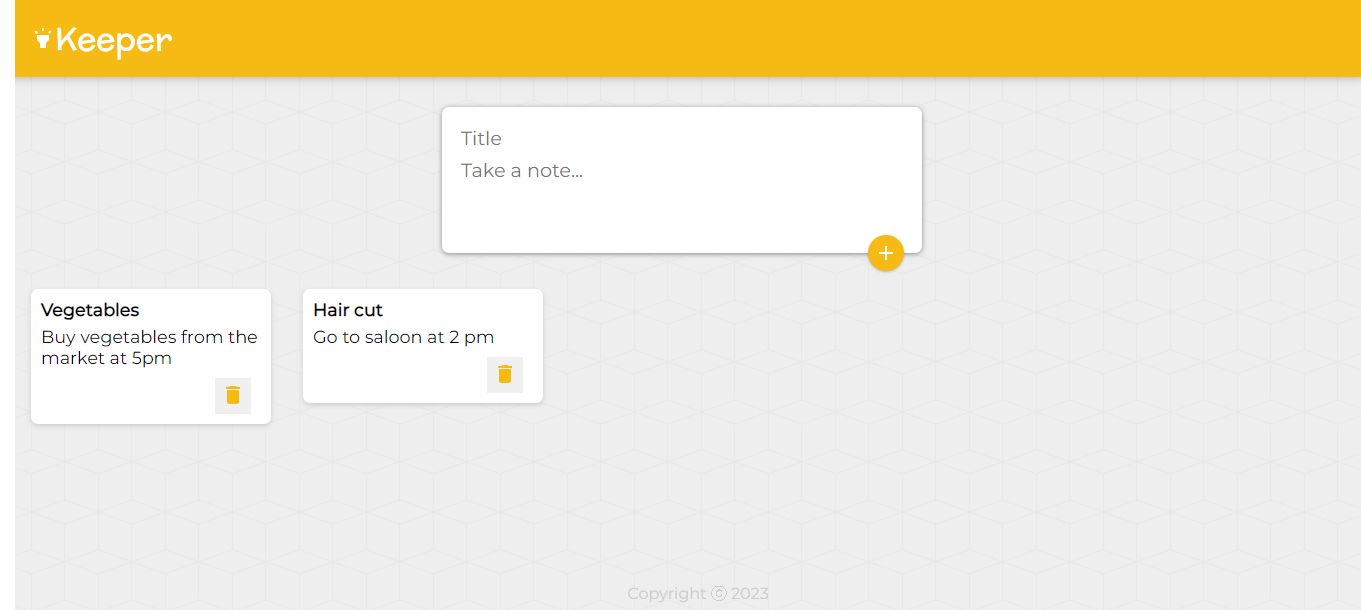 Keeper
Title
Take a note...
Vegetables
Buy vegetables from the
market at 5pm
Hair cut
Go to saloon at 2 pm
Copyright ⓒ 2023